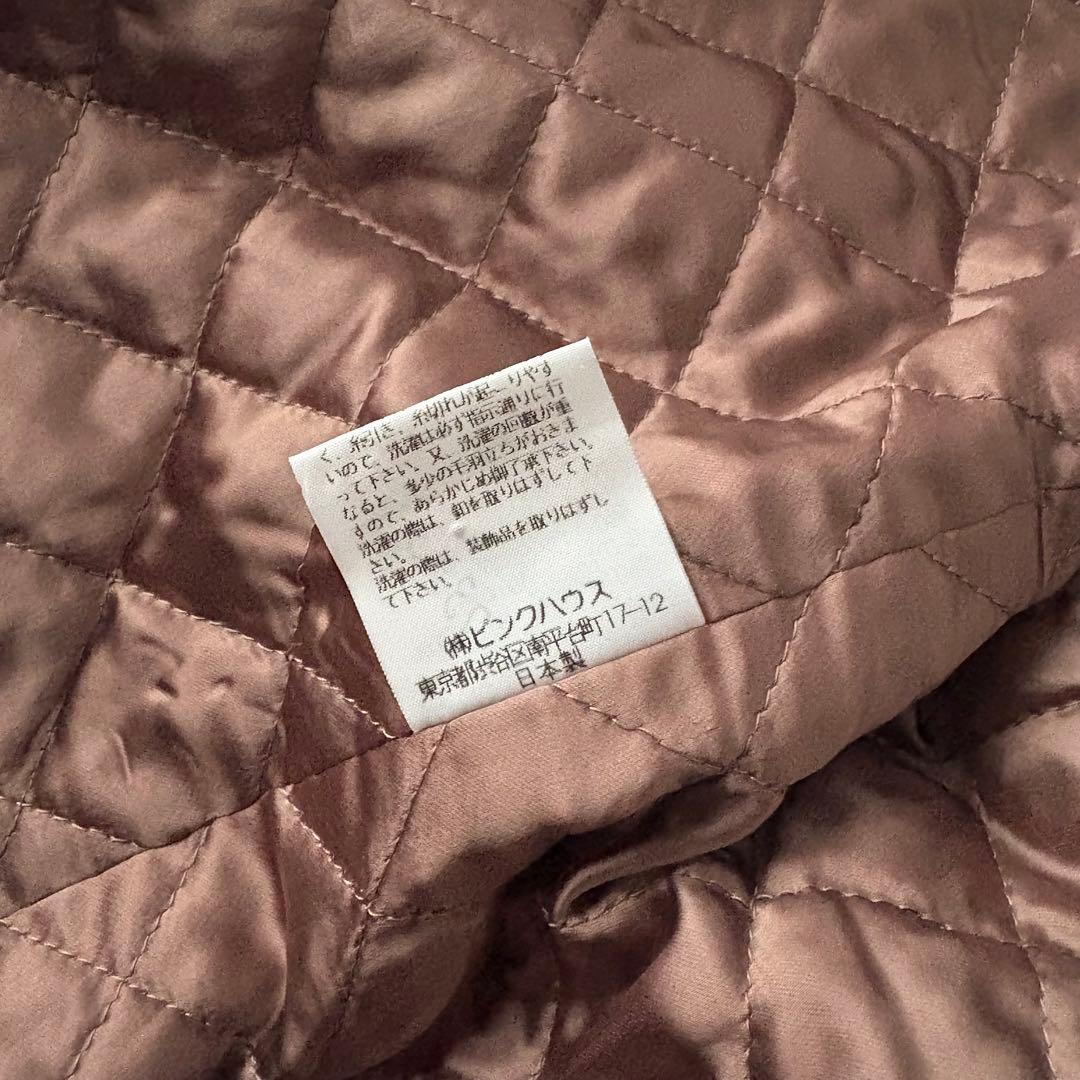 く、糸引き、糸切れが起こりやす
いので、洗濯は必ず指示通りに行
って下さい。又、洗濯の回数が重
なると、多少の毛羽立ちがおきま
すので、あらかじめ御了承下さい。
洗濯の際は、釦を取りはずして下
さい。
洗濯の際は、装飾品を取りはずし
て下さい。
㈱ピンクハウス
東京都渋谷区南平台町17-12
日本製